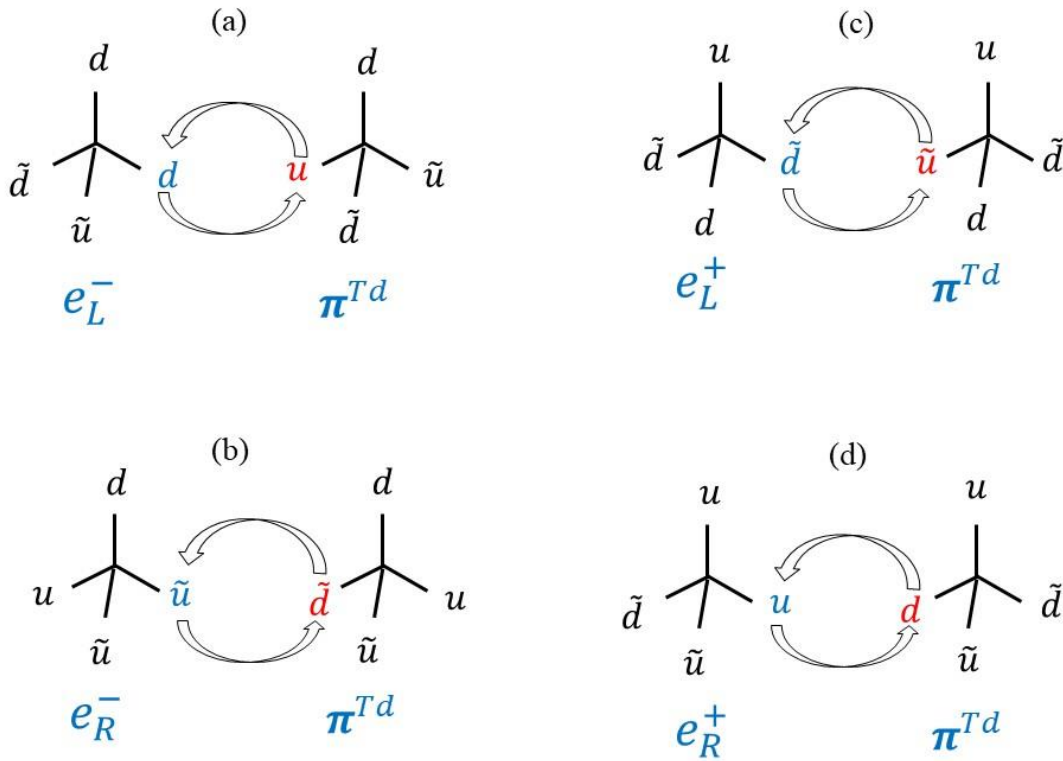 (a)
d d
d̃ d u ũ
ũ d̃
e_L^- π^{Td}
(c)
u u
d̃ d̃ ũ d̃
d d
e_L^+ π^{Td}
(b)
d d
u ũ d̃ u
ũ ũ
e_R^- π^{Td}
(d)
u u
d̃ u d d̃
ũ ũ
e_R^+ π^{Td}